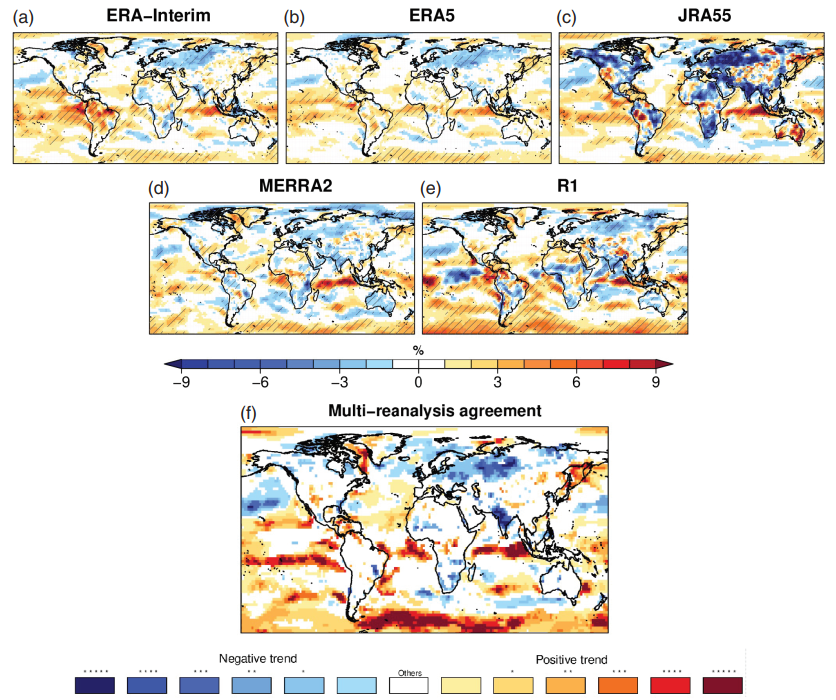 (a) ERA−Interim (b) ERA5 (c) JRA55
(d) MERRA2 (e) R1
%
−9 −6 −3 0 3 6 9
(f) Multi−reanalysis agreement
Negative trend Positive trend
***** **** *** ** * Others * ** *** **** *****